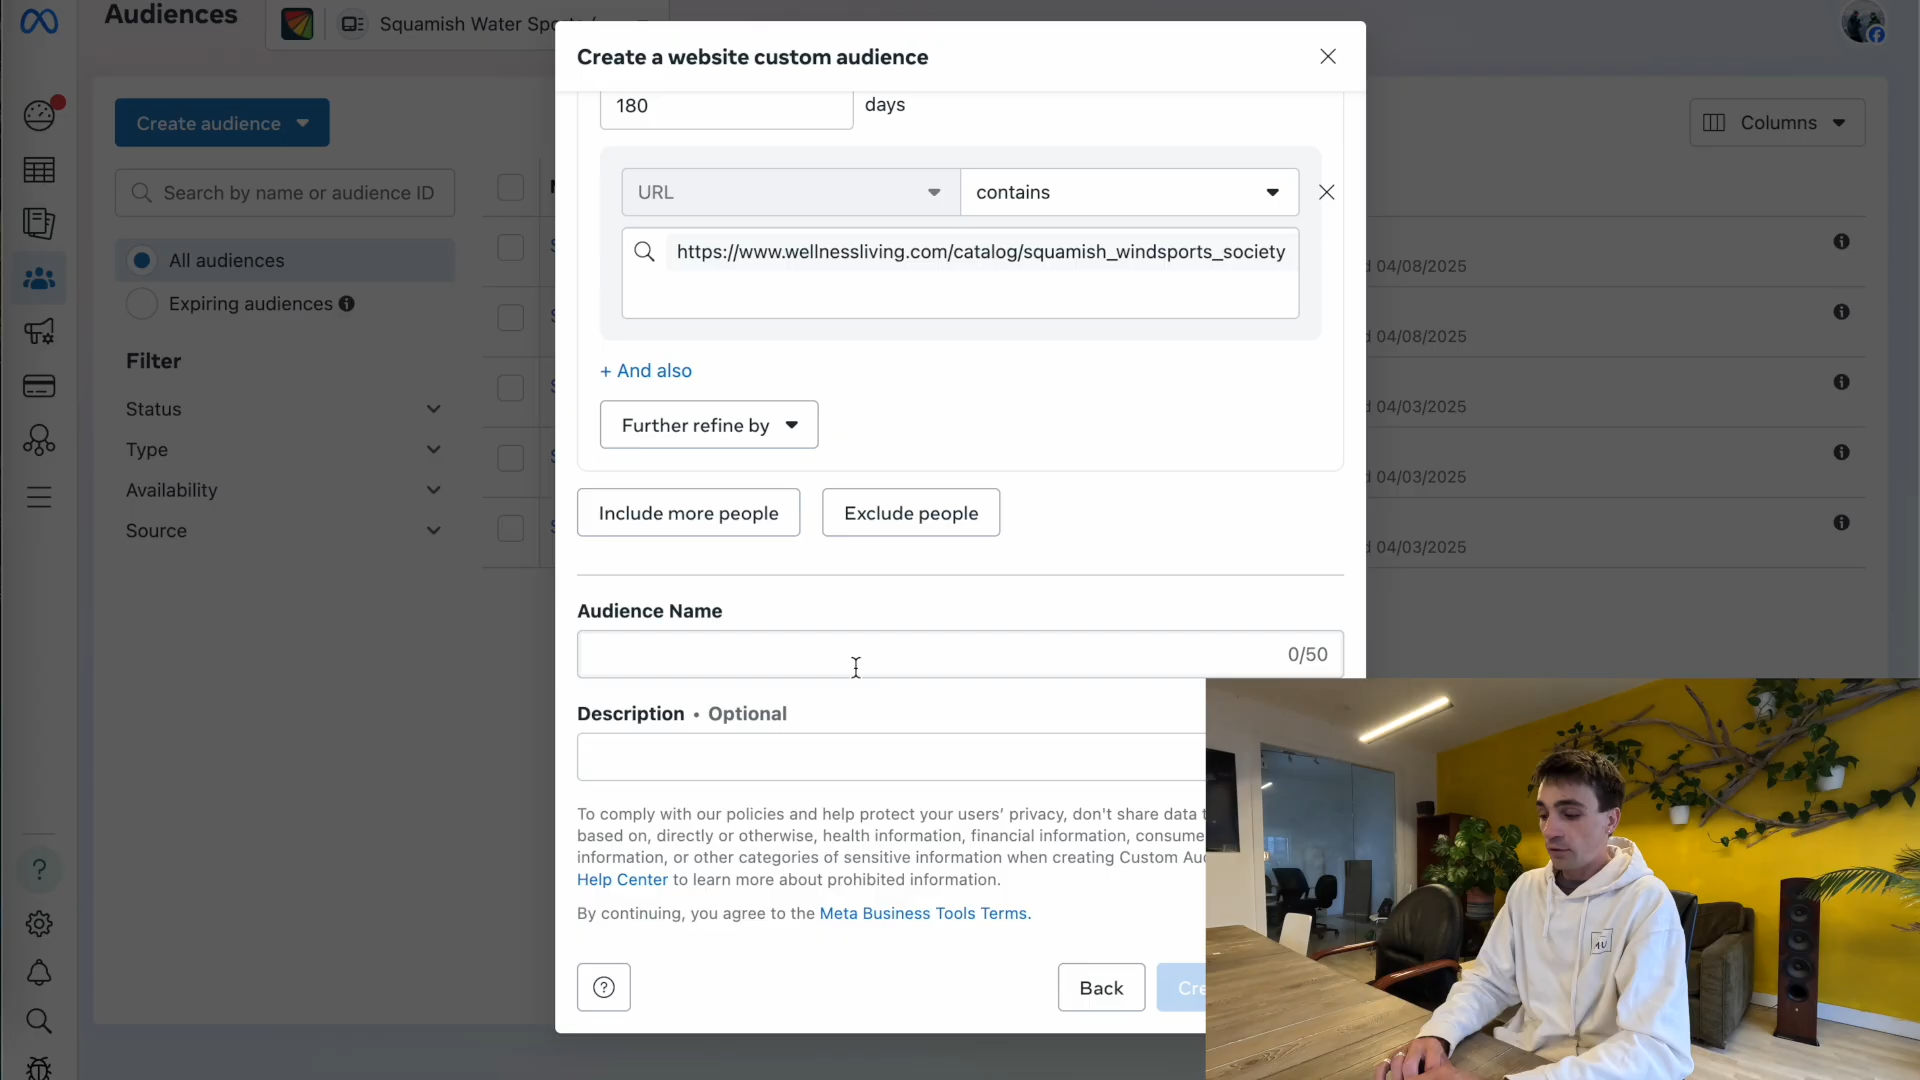 Audiences
Squamish Water Spo
Create audience
Columns
Search by name or audience ID
All audiences
Expiring audiences
Filter
Status
Type
Availability
Source
04/08/2025
04/08/2025
04/03/2025
04/03/2025
04/03/2025
Create a website custom audience
180 days
URL contains
https://www.wellnessliving.com/catalog/squamish_windsports_society
+ And also
Further refine by
Include more people Exclude people
Audience Name
0/50
Description • Optional
To comply with our policies and help protect your users' privacy, don't share data
based on, directly or otherwise, health information, financial information, consume
information, or other categories of sensitive information when creating Custom Au
Help Center to learn more about prohibited information.
By continuing, you agree to the Meta Business Tools Terms.
?
Back Cre
?